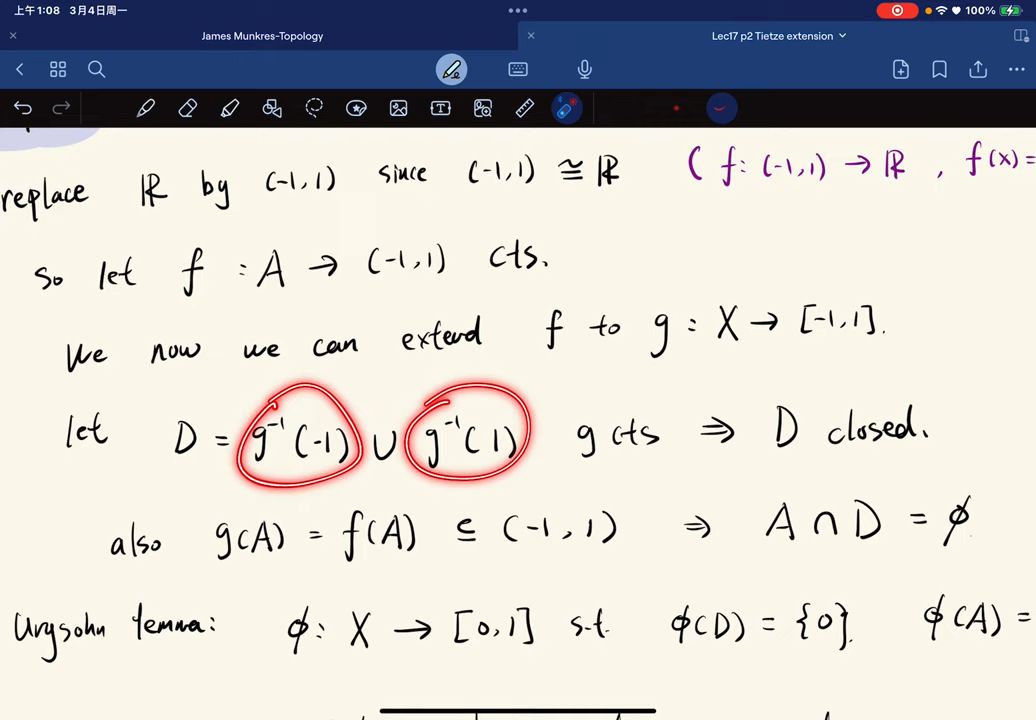 上午1:08 3月4日周一
100%
James Munkres-Topology
Lec17 p2 Tietze extension
replace ℝ by (-1,1) since (-1,1) ≅ ℝ ( f: (-1,1) → ℝ , f(x) =
so let f : A → (-1,1) cts.
We now we can extend f to g : X → [-1,1].
let D = g⁻¹(-1) ∪ g⁻¹(1) g cts ⇒ D closed.
also g(A) = f(A) ⊆ (-1,1) ⇒ A ∩ D = ϕ
Urysohn lemma: ϕ: X → [0,1] s.t. ϕ(D) = {0}. ϕ(A) =